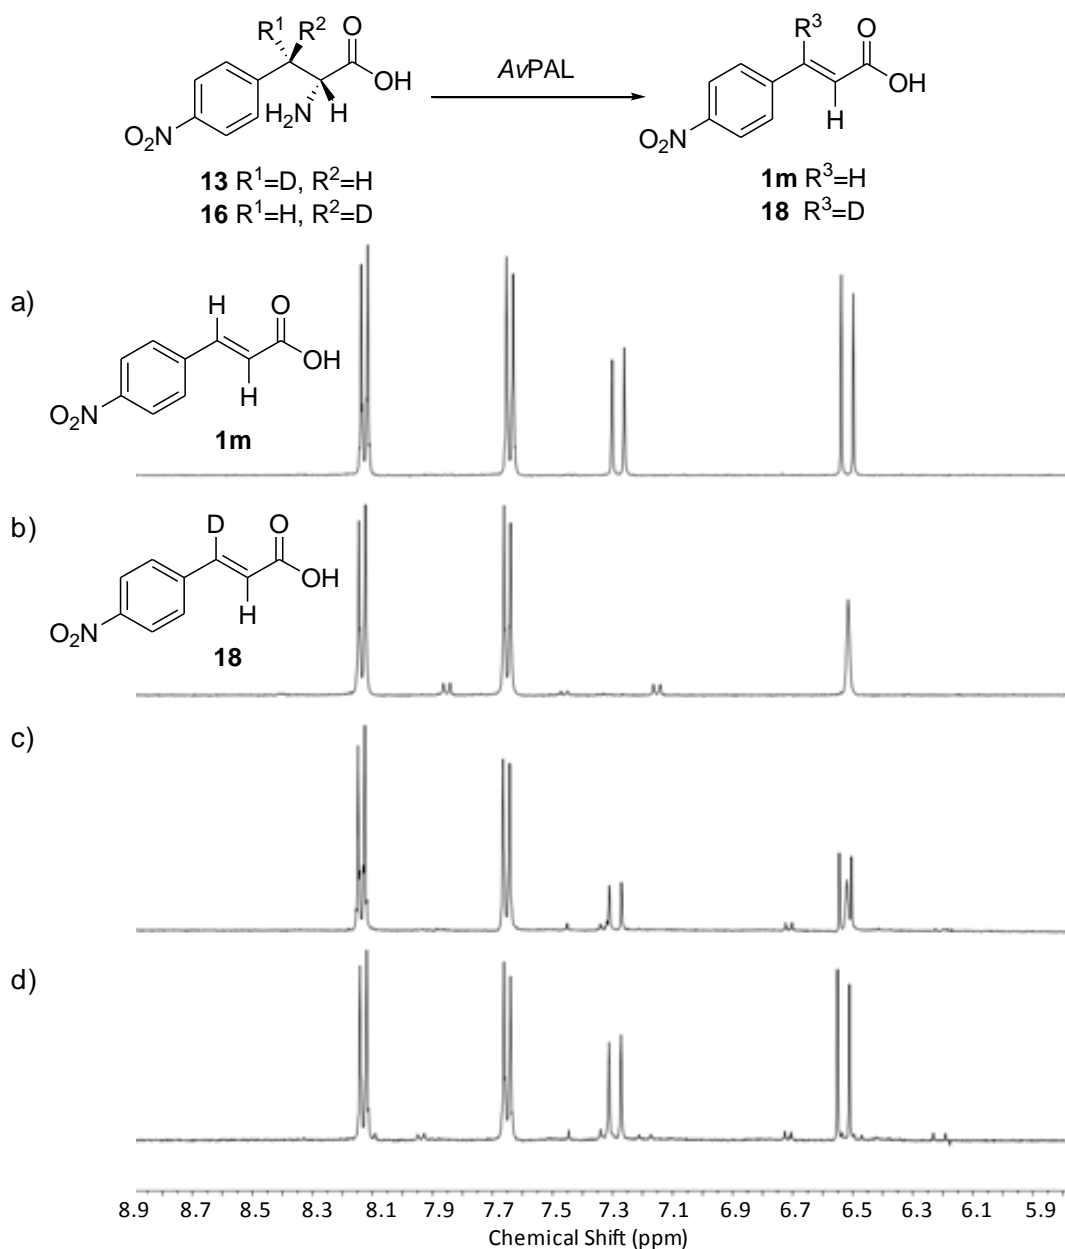 R¹ R² O
OH
H₂N H
O₂N
AvPAL
R³ O
OH
H
O₂N
13 R¹=D, R²=H
16 R¹=H, R²=D
1m R³=H
18 R³=D
a)
H O
OH
H
O₂N
1m
b)
D O
OH
H
O₂N
18
c)
d)
8.9 8.7 8.5 8.3 8.1 7.9 7.7 7.5 7.3 7.1 6.9 6.7 6.5 6.3 6.1 5.9
Chemical Shift (ppm)